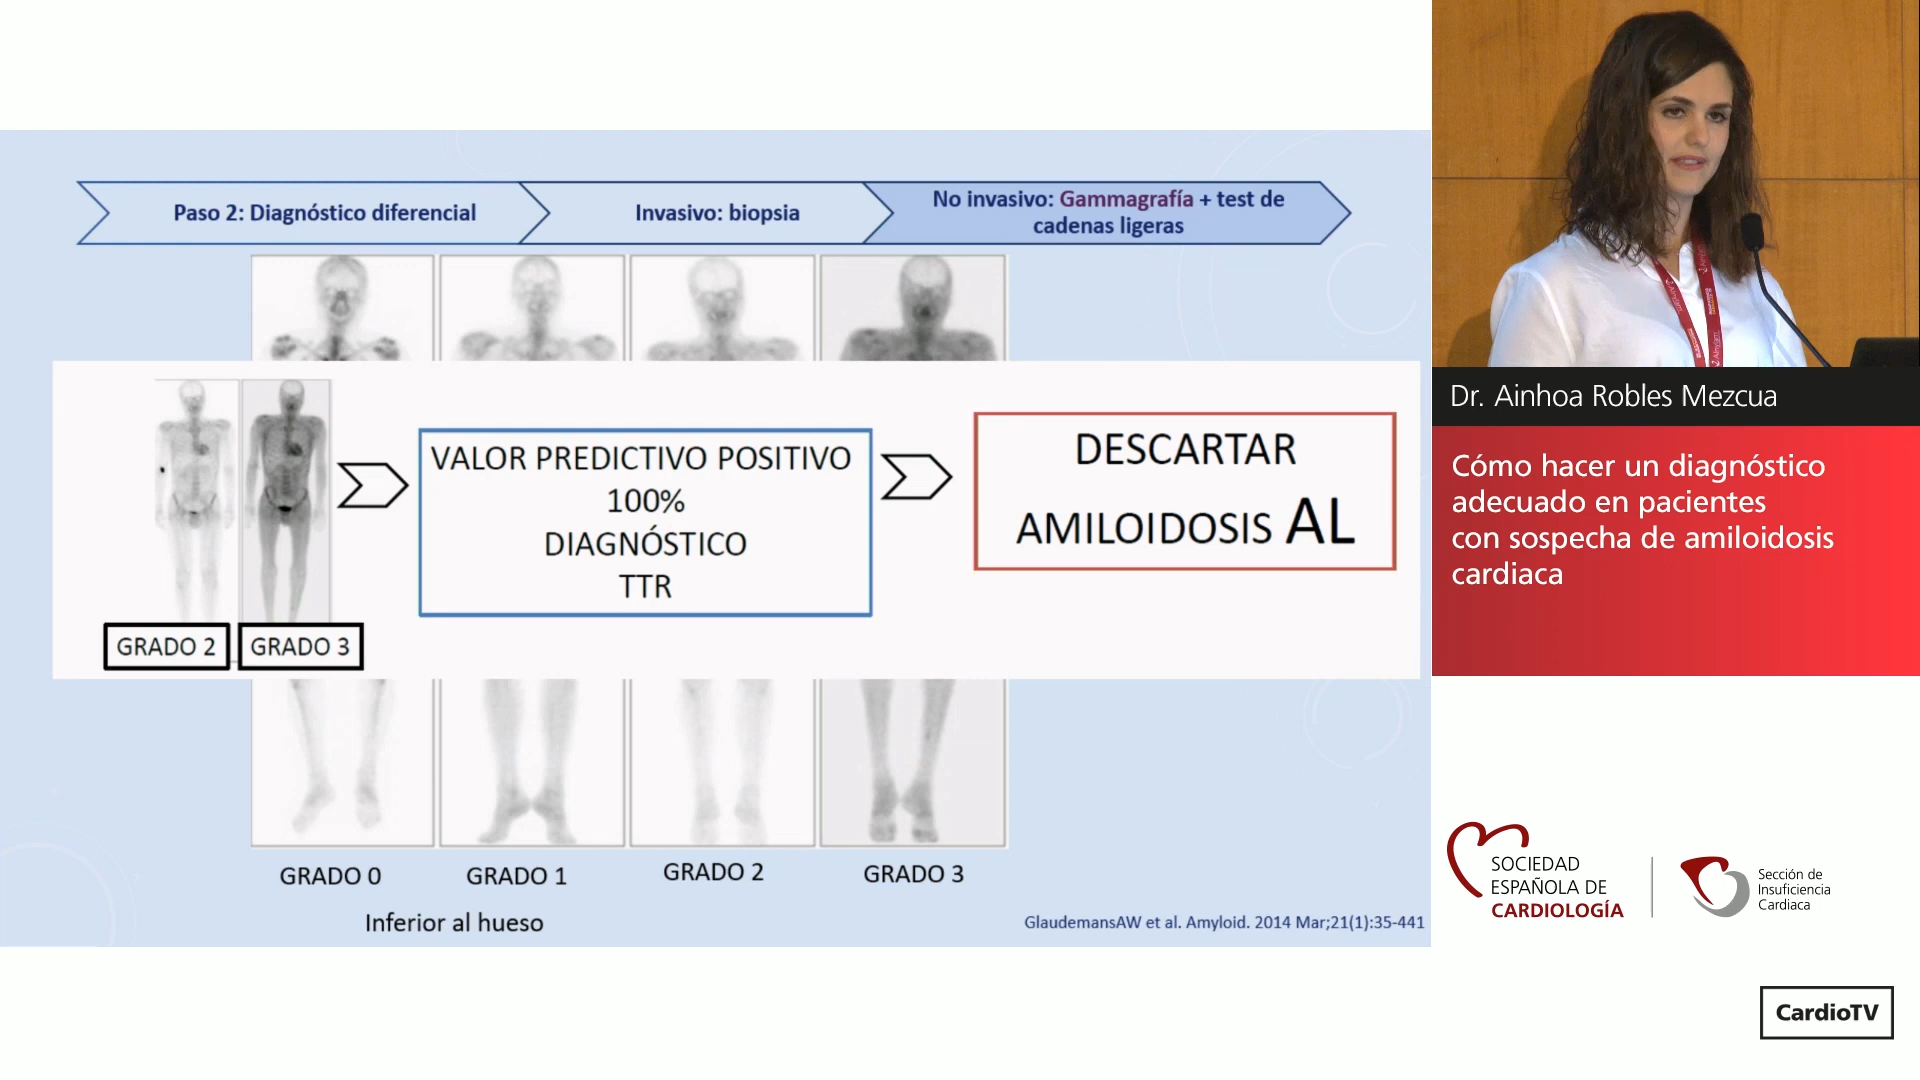 Paso 2: Diagnóstico diferencial
Invasivo: biopsia
No invasivo: Gammagrafía + test de
cadenas ligeras
VALOR PREDICTIVO POSITIVO
100%
DIAGNÓSTICO
TTR
DESCARTAR
AMILOIDOSIS AL
GRADO 2
GRADO 3
GRADO 0
GRADO 1
GRADO 2
GRADO 3
Inferior al hueso
GlaudemansAW et al. Amyloid. 2014 Mar;21(1):35-441
Dr. Ainhoa Robles Mezcua
Cómo hacer un diagnóstico
adecuado en pacientes
con sospecha de amiloidosis
cardiaca
SOCIEDAD
ESPAÑOLA DE
CARDIOLOGÍA
Sección de
Insuficiencia
Cardiaca
CardioTV